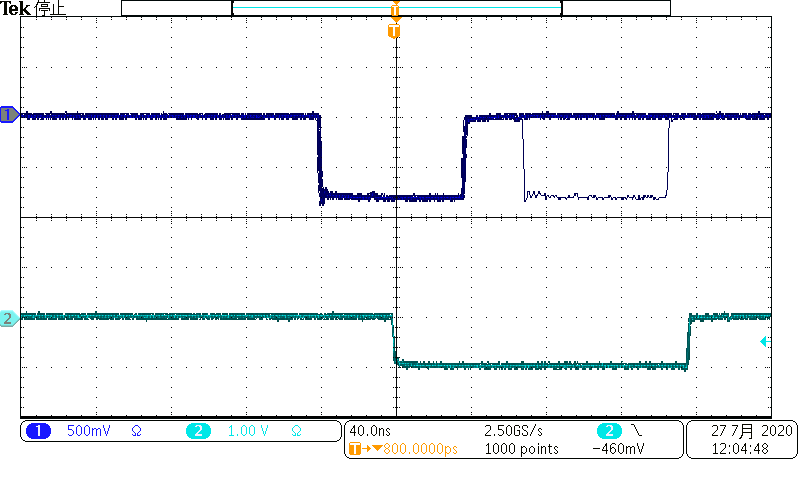 Tek 停止
T
T
1
2
1 500mV Ω 2 1.00 V Ω 40.0ns 2.50GS/s 2 27 7月 2020
T→▼800.0000ps 1000 points −460mV 12:04:48